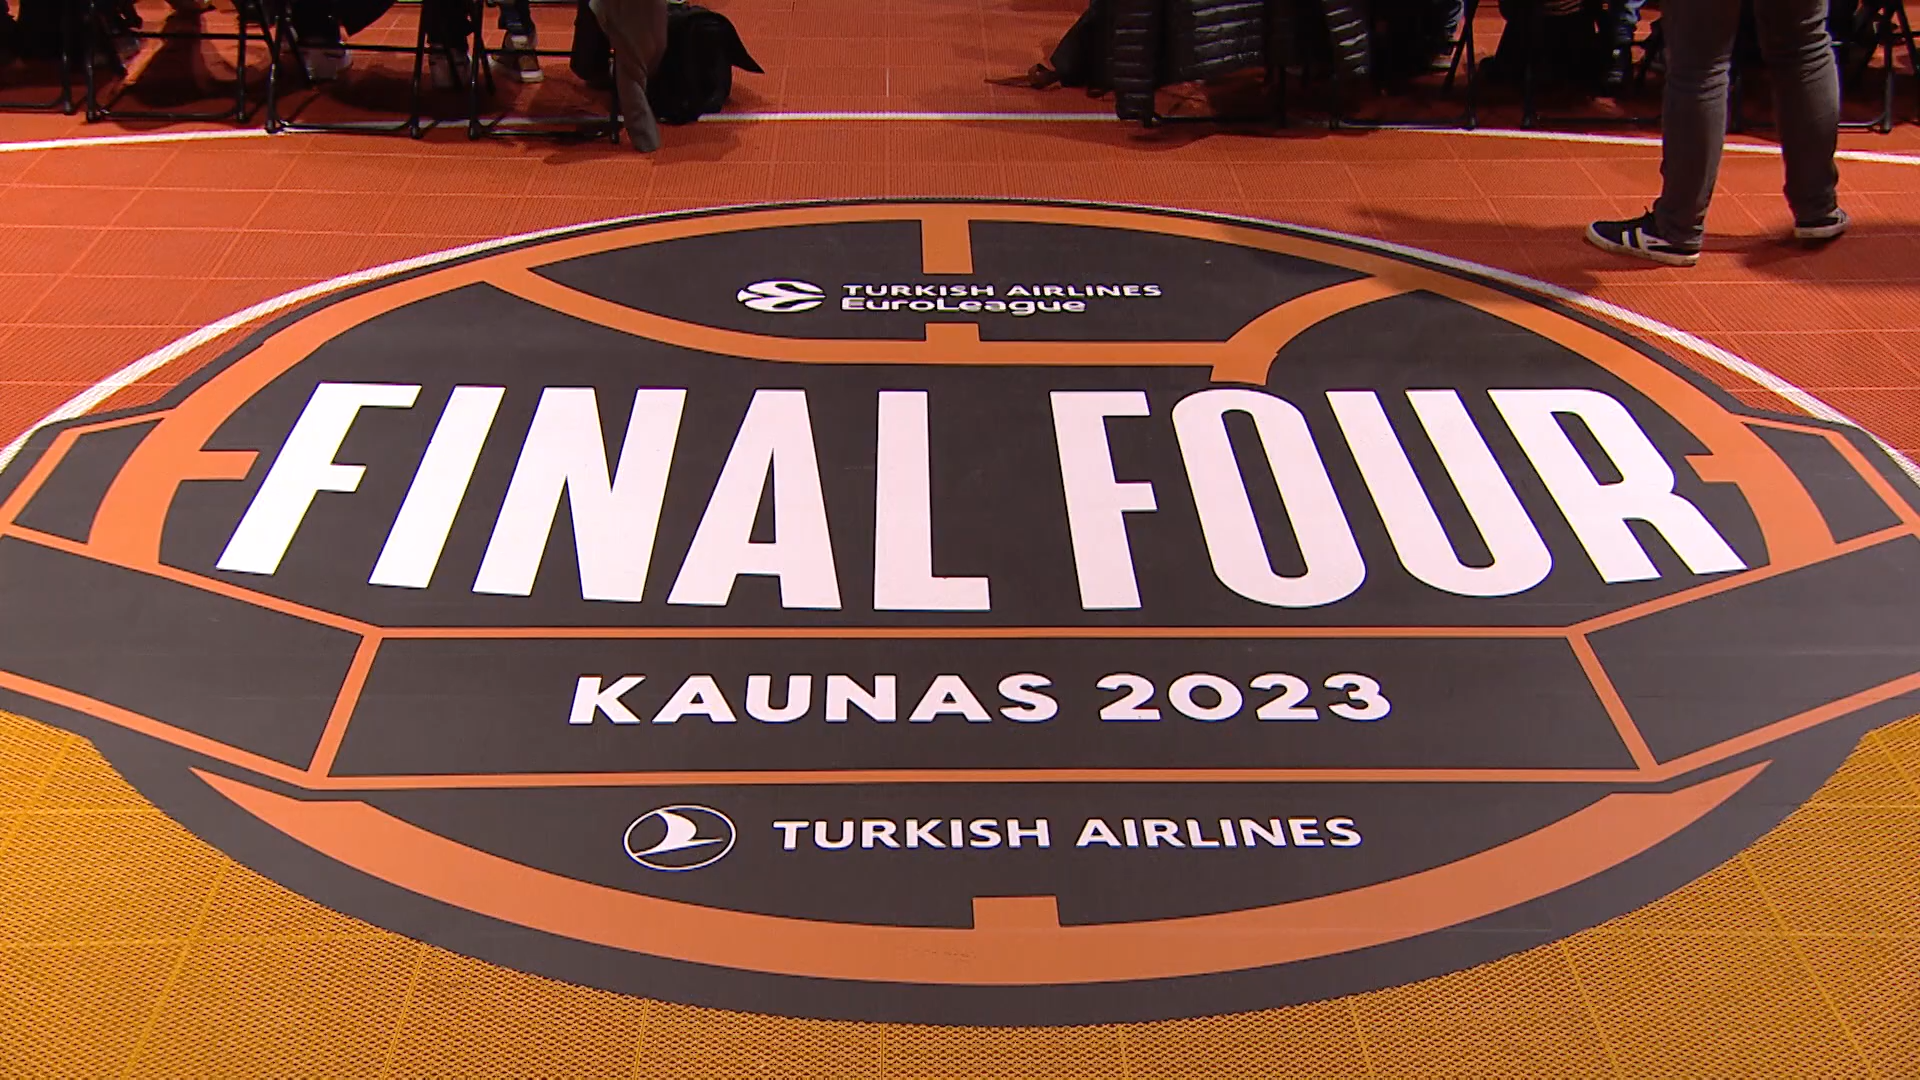 TURKISH AIRLINES
EuroLeague
FINAL FOUR
KAUNAS 2023
TURKISH AIRLINES